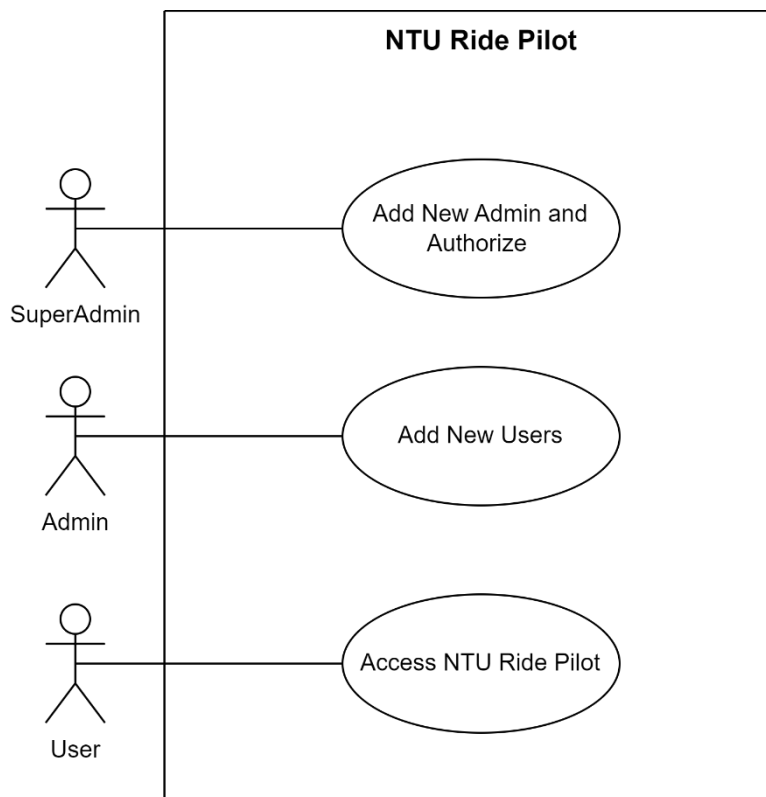 NTU Ride Pilot
Add New Admin and
Authorize
SuperAdmin
Add New Users
Admin
Access NTU Ride Pilot
User